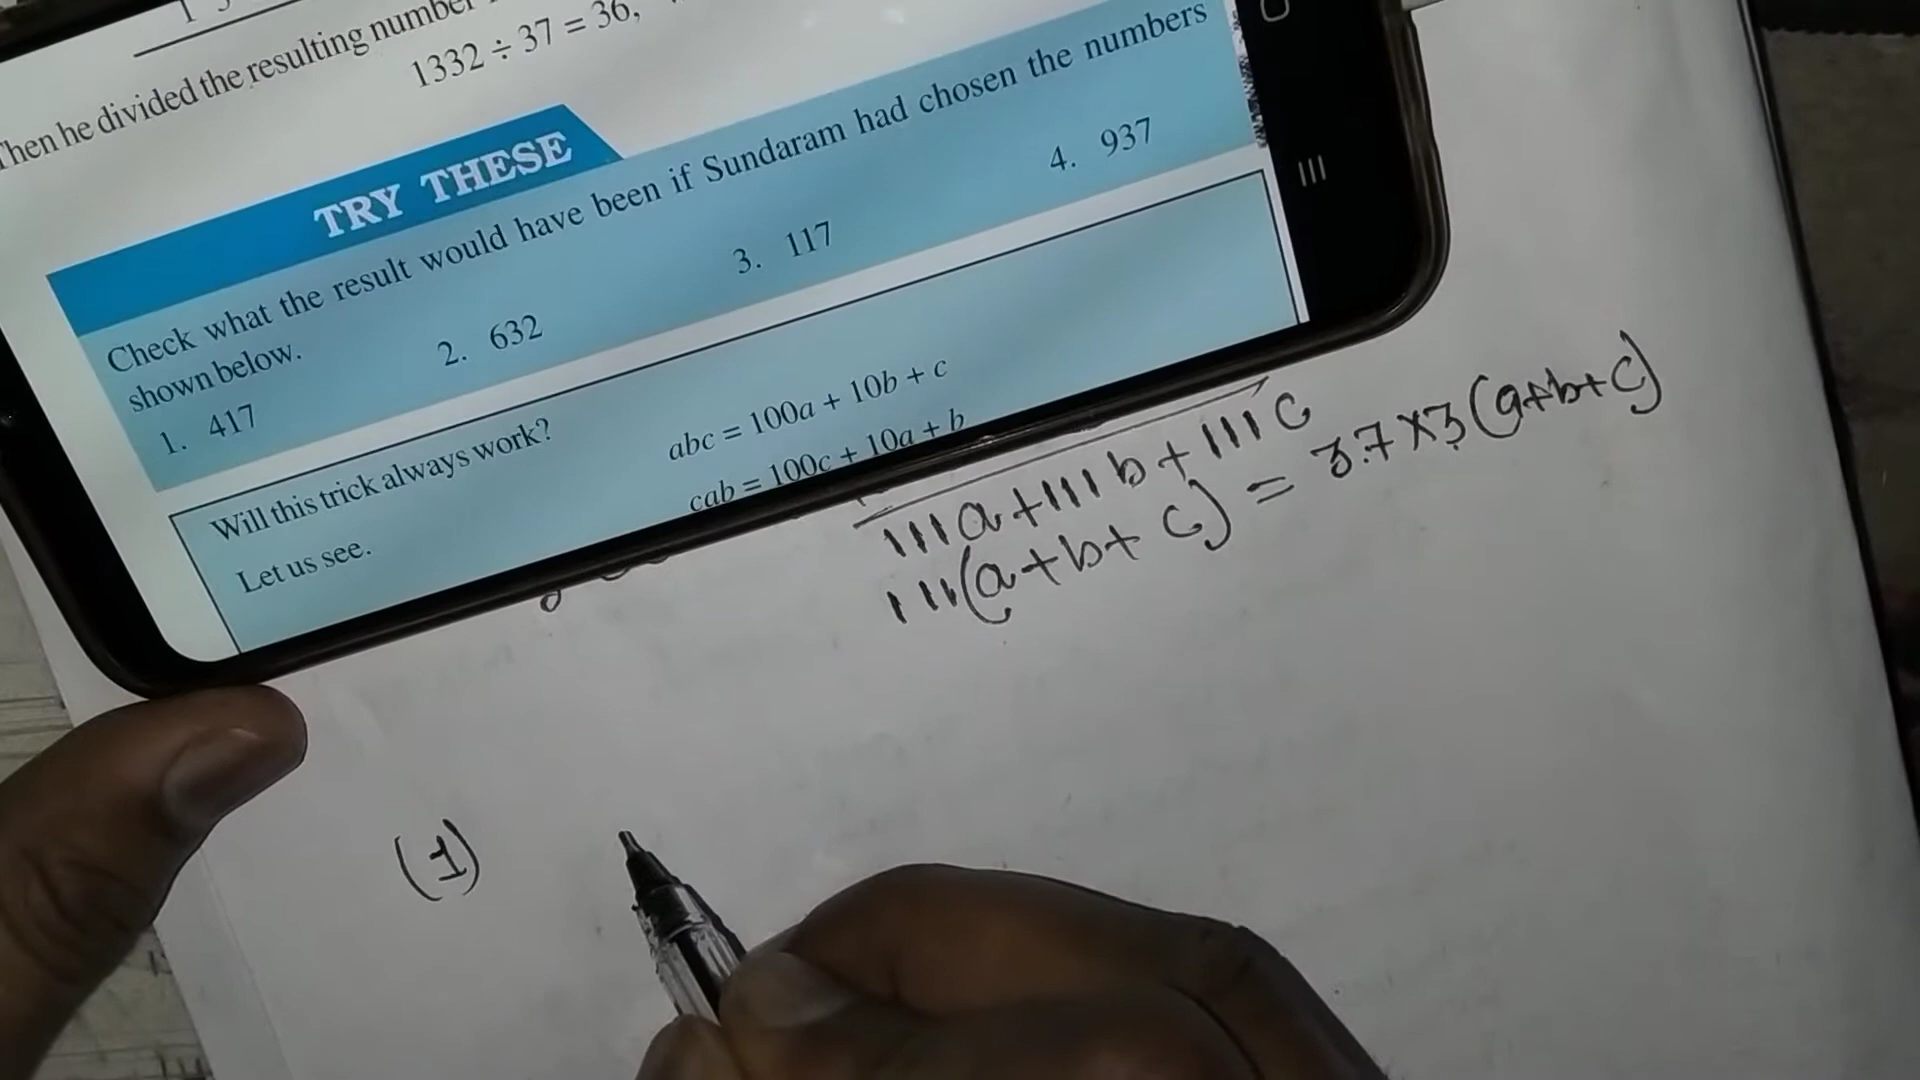 Then he divided the resulting number
1332 ÷ 37 = 36,
TRY THESE
Check what the result would have been if Sundaram had chosen the numbers
shown below.
1. 417
2. 632
3. 117
4. 937
Will this trick always work?
Let us see.
abc = 100a + 10b + c
cab = 100c + 10a + b
111a+111b+111c
111(a+b+c) = 37×3(a+b+c)
(1)